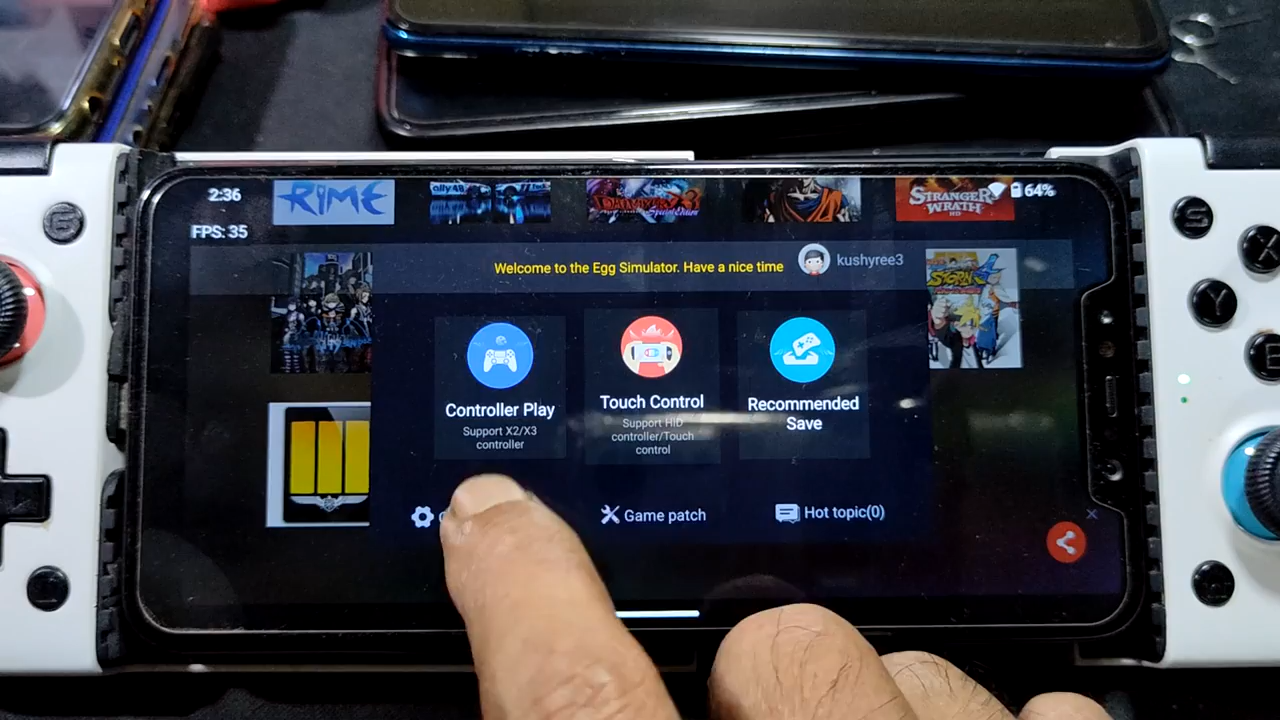 2:36
RiME
64%
STRANGER'S
WRATH
HD
FPS: 35
Welcome to the Egg Simulator. Have a nice time
kushyree3
STORM 4
Controller Play
Support X2/X3
controller
Touch Control
Support HID
controller/Touch
control
Recommended
Save
Game patch
Hot topic(0)
S
X
Y